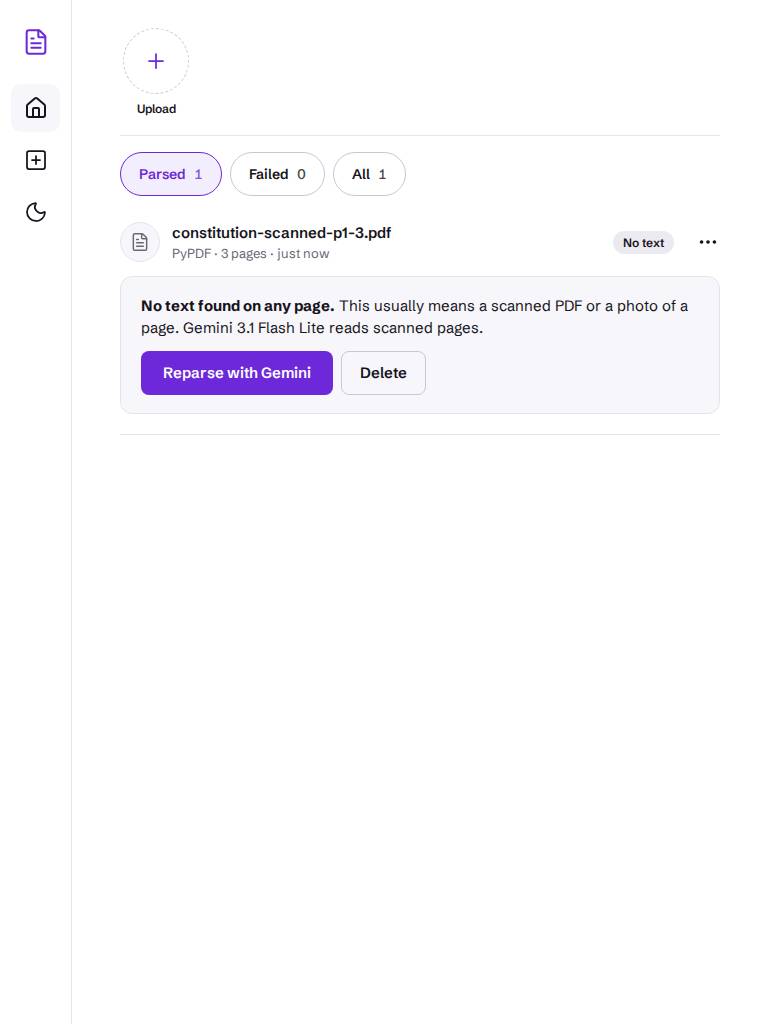 Upload
Parsed 1
Failed 0
All 1
constitution-scanned-p1-3.pdf
No text
PyPDF · 3 pages · just now
No text found on any page. This usually means a scanned PDF or a photo of a
page. Gemini 3.1 Flash Lite reads scanned pages.
Reparse with Gemini
Delete